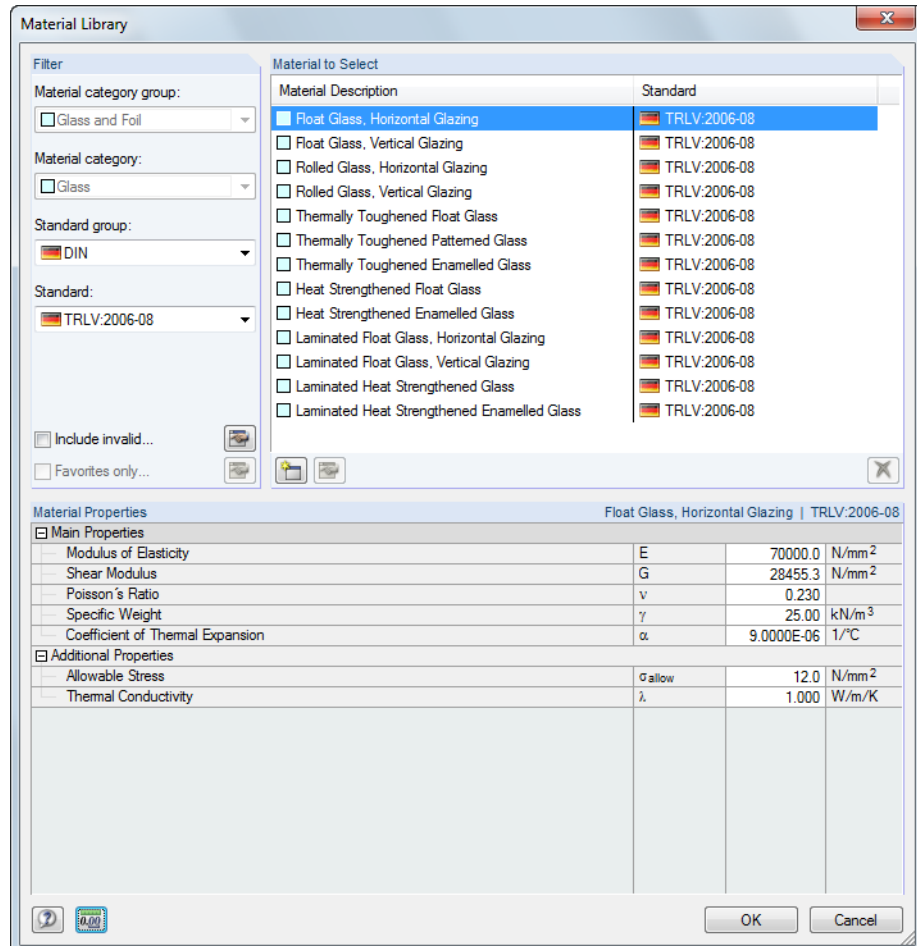 Material Library
Filter
Material category group:
Glass and Foil
Material category:
Glass
Standard group:
DIN
Standard:
TRLV:2006-08
Include invalid...
Favorites only...
Material to Select
Material Description Standard
Float Glass, Horizontal Glazing TRLV:2006-08
Float Glass, Vertical Glazing TRLV:2006-08
Rolled Glass, Horizontal Glazing TRLV:2006-08
Rolled Glass, Vertical Glazing TRLV:2006-08
Thermally Toughened Float Glass TRLV:2006-08
Thermally Toughened Patterned Glass TRLV:2006-08
Thermally Toughened Enamelled Glass TRLV:2006-08
Heat Strengthened Float Glass TRLV:2006-08
Heat Strengthened Enamelled Glass TRLV:2006-08
Laminated Float Glass, Horizontal Glazing TRLV:2006-08
Laminated Float Glass, Vertical Glazing TRLV:2006-08
Laminated Heat Strengthened Glass TRLV:2006-08
Laminated Heat Strengthened Enamelled Glass TRLV:2006-08
Material Properties Float Glass, Horizontal Glazing | TRLV:2006-08
Main Properties
Modulus of Elasticity E 70000.0 N/mm²
Shear Modulus G 28455.3 N/mm²
Poisson´s Ratio ν 0.230
Specific Weight γ 25.00 kN/m³
Coefficient of Thermal Expansion α 9.0000E-06 1/°C
Additional Properties
Allowable Stress σallow 12.0 N/mm²
Thermal Conductivity λ 1.000 W/m/K
0.00
OK Cancel